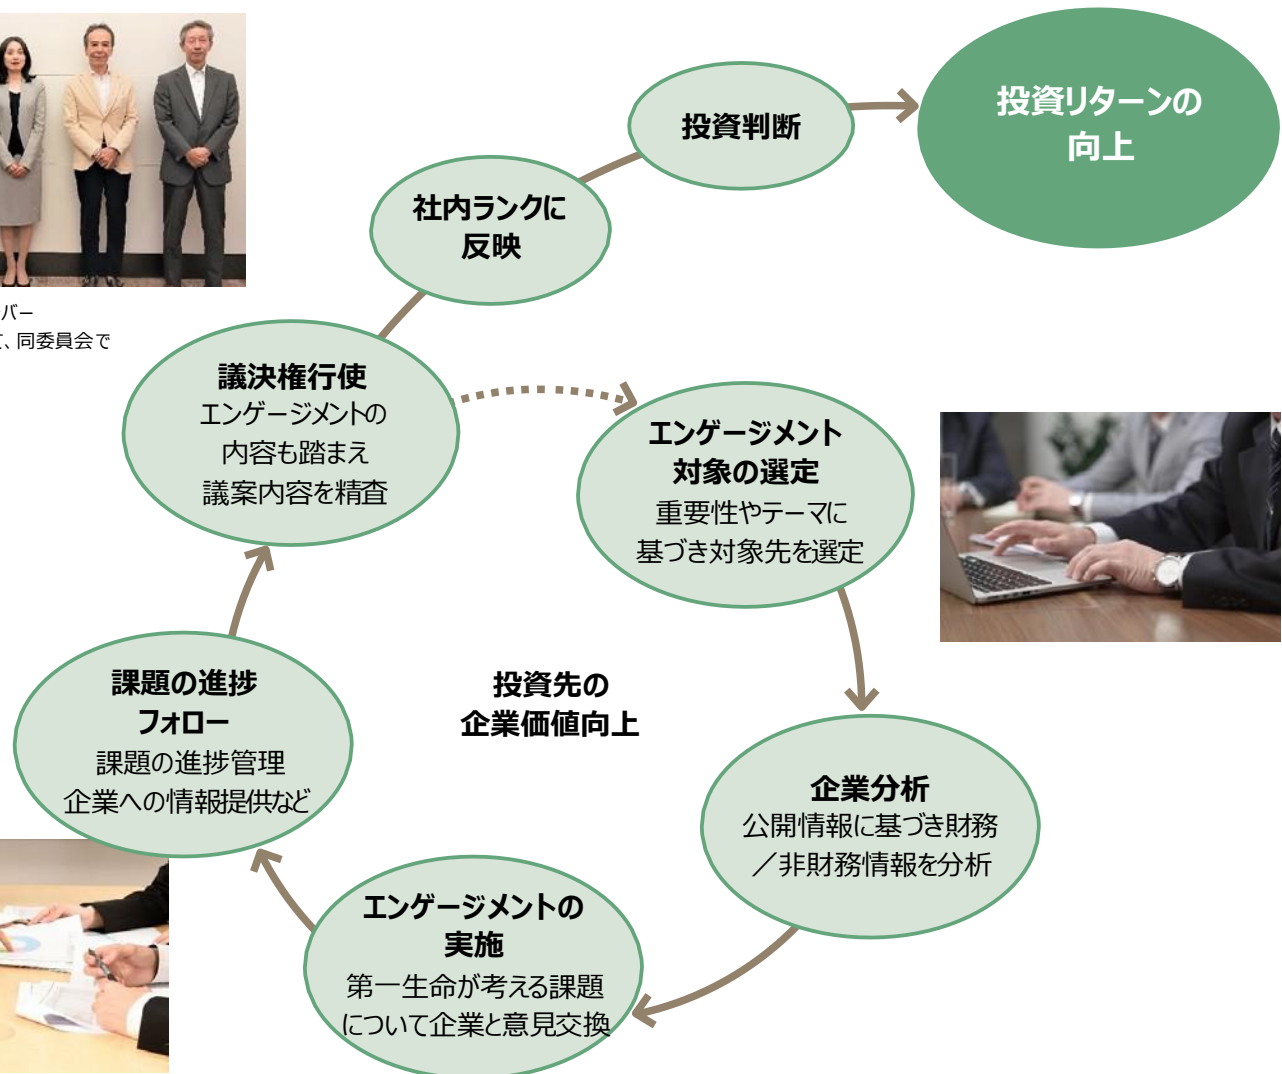 投資リターンの
向上
投資判断
社内ランクに
反映
バー
、同委員会で
議決権行使
エンゲージメントの
内容も踏まえ
議案内容を精査
エンゲージメント
対象の選定
重要性やテーマに
基づき対象先を選定
課題の進捗
フォロー
課題の進捗管理
企業への情報提供など
投資先の
企業価値向上
企業分析
公開情報に基づき財務
／非財務情報を分析
エンゲージメントの
実施
第一生命が考える課題
について企業と意見交換